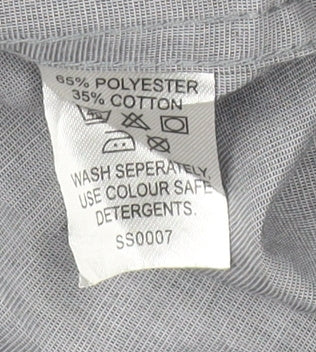 65% POLYESTER
35% COTTON
WASH SEPERATELY,
USE COLOUR SAFE
DETERGENTS.
SS0007